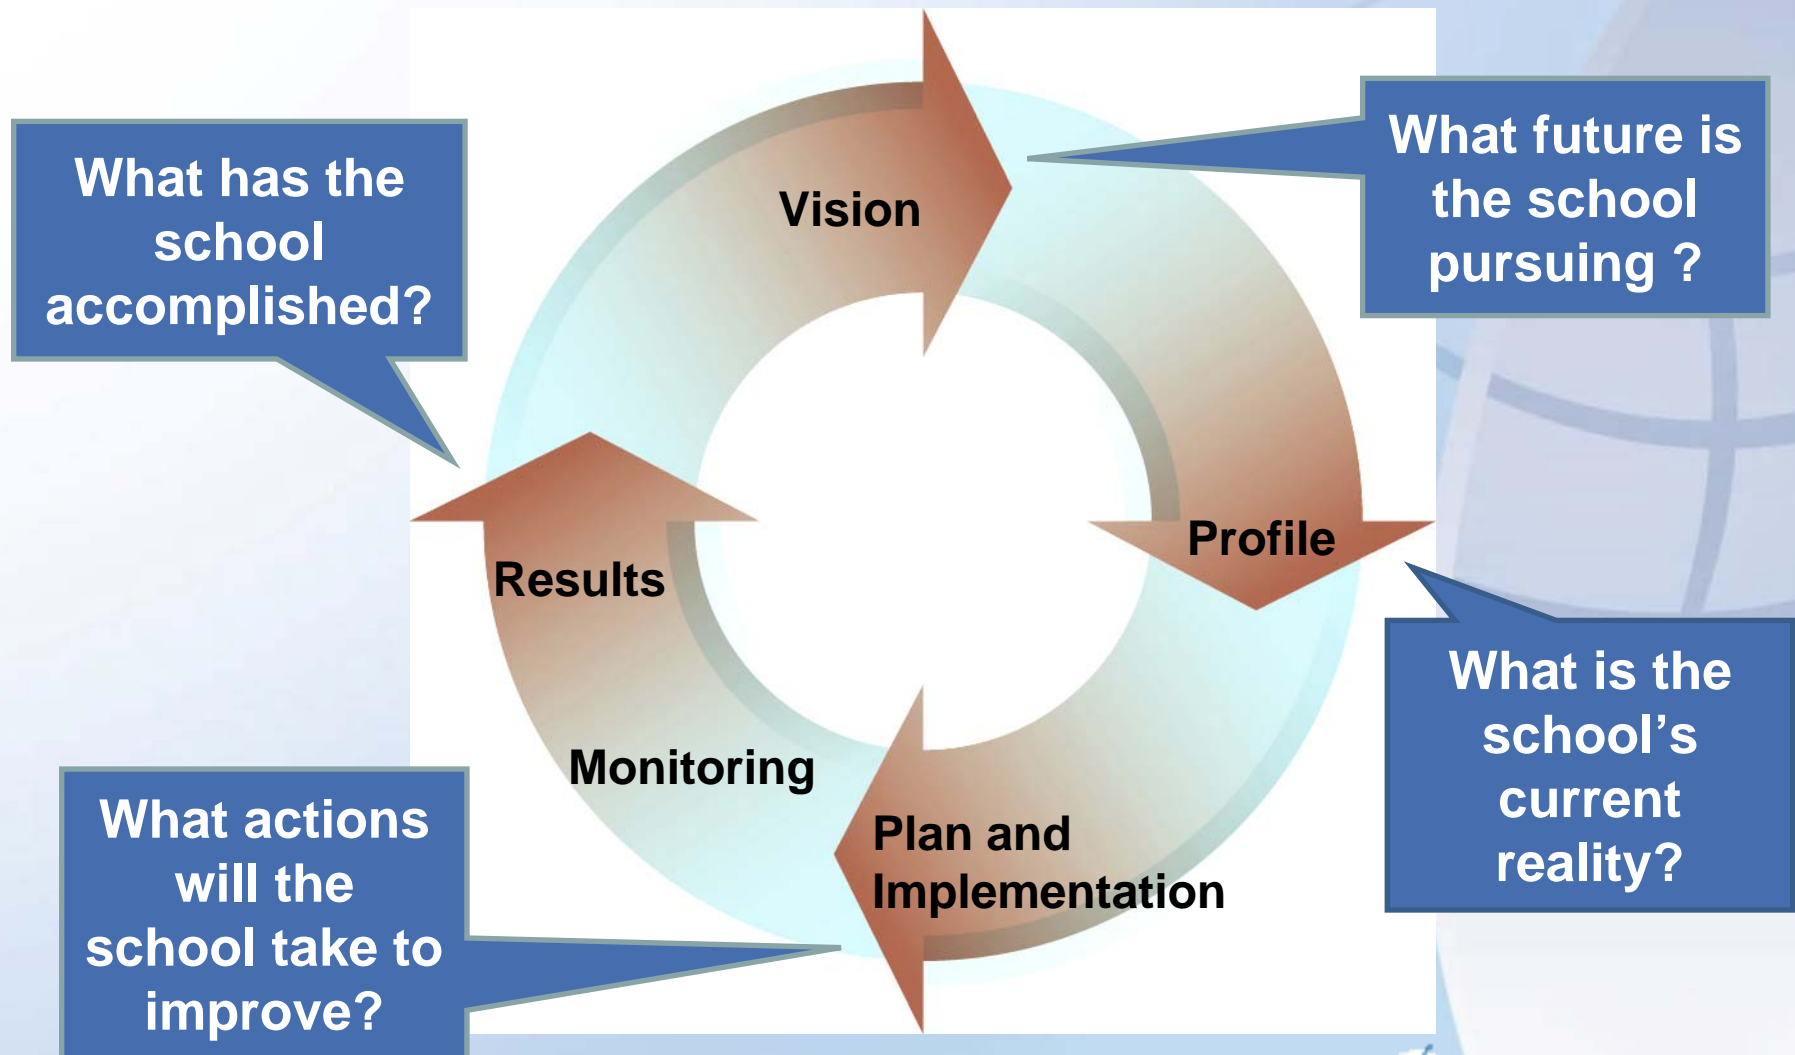 What has the
school
accomplished?
Vision
What future is
the school
pursuing ?
Profile
What is the
school’s
current
reality?
Plan and
Implementation
What actions
will the
school take to
improve?
Monitoring
Results